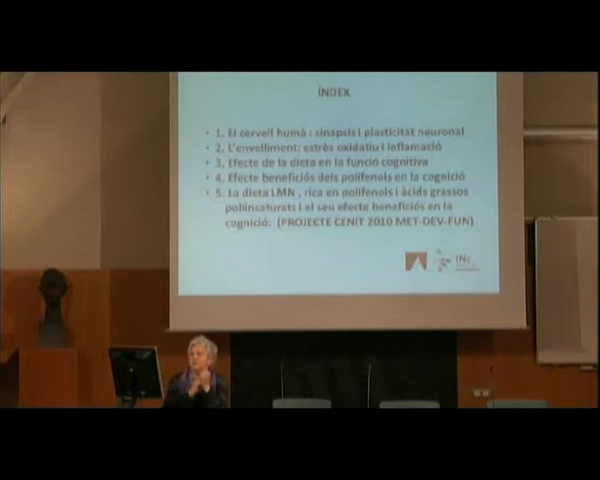 ÍNDEX
• 1. El cervell humà : sinapsis i plasticitat neuronal
• 2. L'envelliment: estrès oxidatiu i inflamació
• 3. Efecte de la dieta en la funció cognitiva
• 4. Efecte beneficiós dels polifenols en la cognició
• 5. La dieta LMN , rica en polifenols i àcids grassos
poliinsaturats i el seu efecte beneficiós en la
cognició: (PROJECTE CENIT 2010 MET-DEV-FUN)
INc